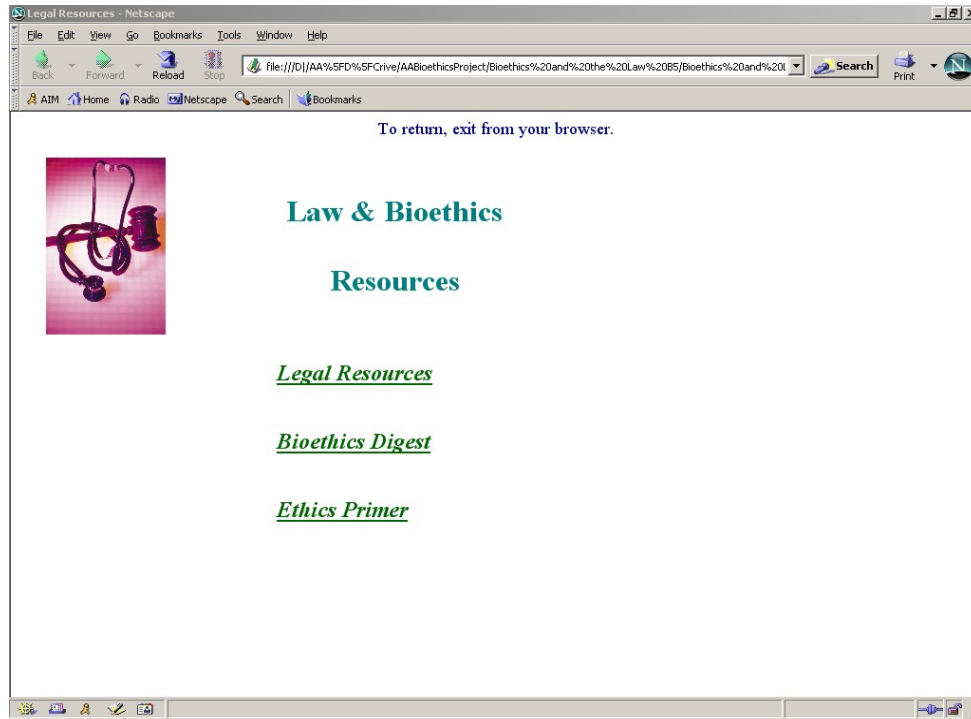 Legal Resources - Netscape
File Edit View Go Bookmarks Tools Window Help
Back Forward Reload Stop file:///D|/AA%5FD%5FCrive/AABioethicsProject/Bioethics%20and%20the%20Law%20B5/Bioethics%20and%20L Search Print N
AIM Home Radio Netscape Search Bookmarks
To return, exit from your browser.
Law & Bioethics
Resources
Legal Resources
Bioethics Digest
Ethics Primer